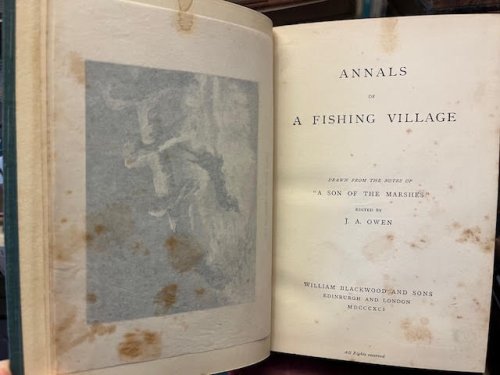 ANNALS
OF
A FISHING VILLAGE
DRAWN FROM THE NOTES OF
"A SON OF THE MARSHES"
EDITED BY
J. A. OWEN
WILLIAM BLACKWOOD AND SONS
EDINBURGH AND LONDON
MDCCCXCI
All Rights reserved